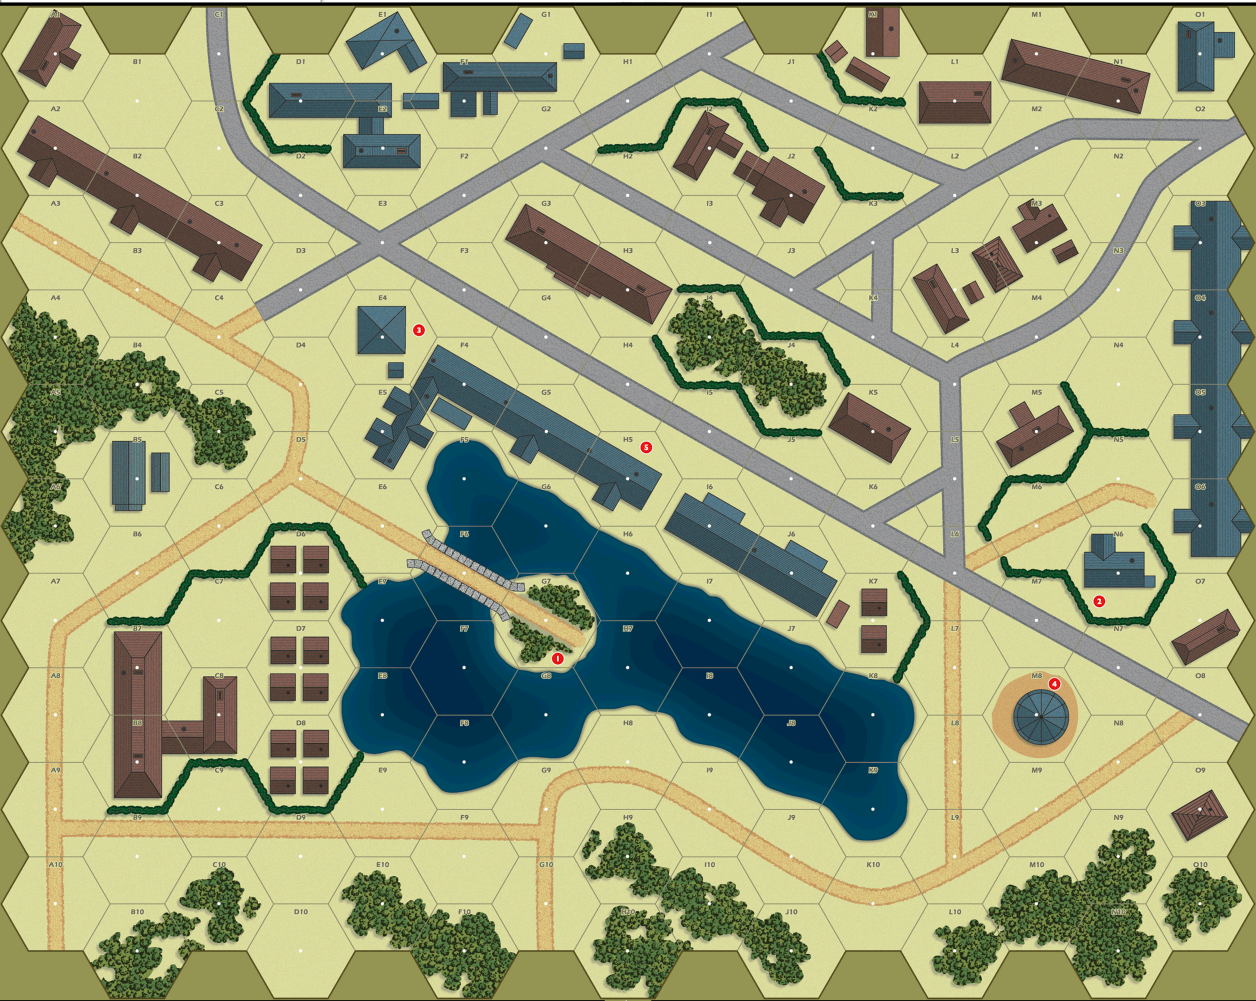 A1 C1 E1 G1 I1 K1 M1 O1
B1 D1 F1 H1 J1 L1 N1
A2 C2 E2 G2 I2 K2 M2 O2
B2 D2 F2 H2 J2 L2 N2
A3 C3 E3 G3 I3 K3 M3 O3
B3 D3 F3 H3 J3 L3 N3
A4 C4 E4 G4 I4 K4 M4 O4
3
B4 D4 F4 H4 J4 L4 N4
A5 C5 E5 G5 I5 K5 M5 O5
B5 D5 F5 H5 J5 L5 N5
5
A6 C6 E6 G6 I6 K6 M6 O6
B6 D6 F6 H6 J6 L6 N6
A7 C7 E7 G7 I7 K7 M7 O7
2
B7 D7 F7 H7 J7 L7 N7
1
A8 C8 E8 G8 I8 K8 M8 O8
4
B8 D8 F8 H8 J8 L8 N8
A9 C9 E9 G9 I9 K9 M9 O9
B9 D9 F9 H9 J9 L9 N9
A10 C10 E10 G10 I10 K10 M10 O10
B10 D10 F10 H10 J10 L10 N10